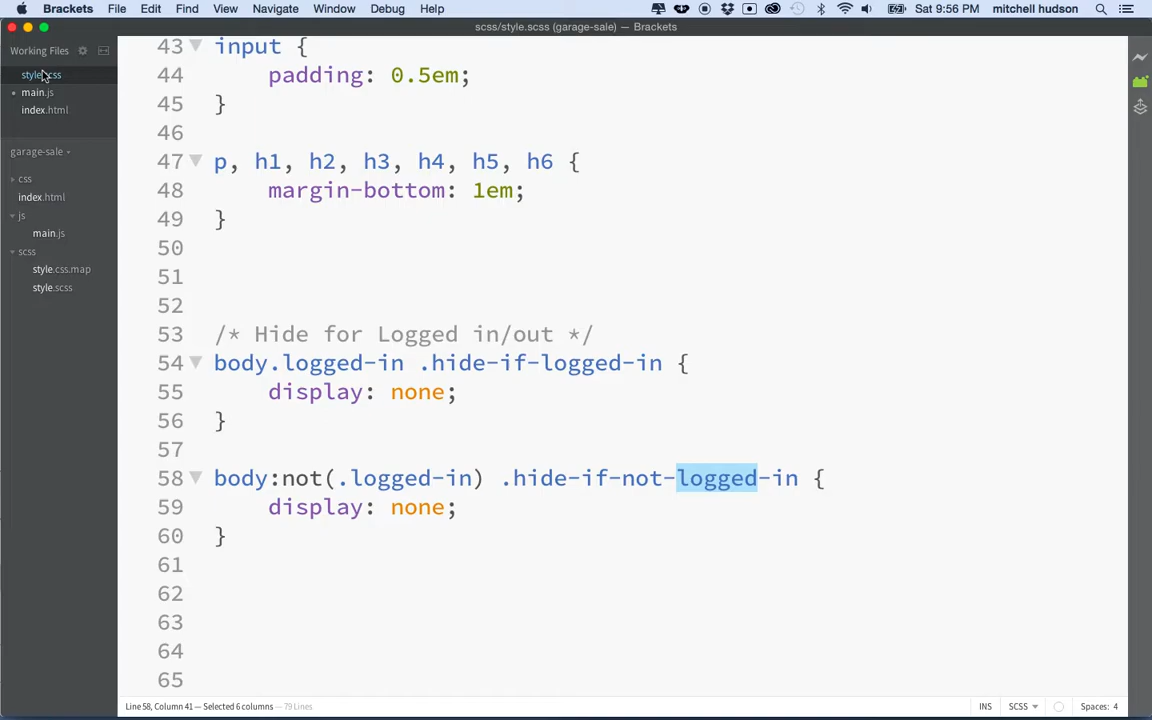 Brackets File Edit Find View Navigate Window Debug Help Sat 9:56 PM mitchell hudson
scss/style.scss (garage-sale) — Brackets
Working Files
main.js
index.html
garage-sale
css
index.html
js
main.js
scss
style.css.map
style.scss
43 input {
44 padding: 0.5em;
45 }
46
47 p, h1, h2, h3, h4, h5, h6 {
48 margin-bottom: 1em;
49 }
50
51
52
53 /* Hide for Logged in/out */
54 body.logged-in .hide-if-logged-in {
55 display: none;
56 }
57
58 body:not(.logged-in) .hide-if-not-logged-in {
59 display: none;
60 }
61
62
63
64
65
Line 58, Column 41 — Selected 6 columns — 79 Lines
INS SCSS Spaces: 4